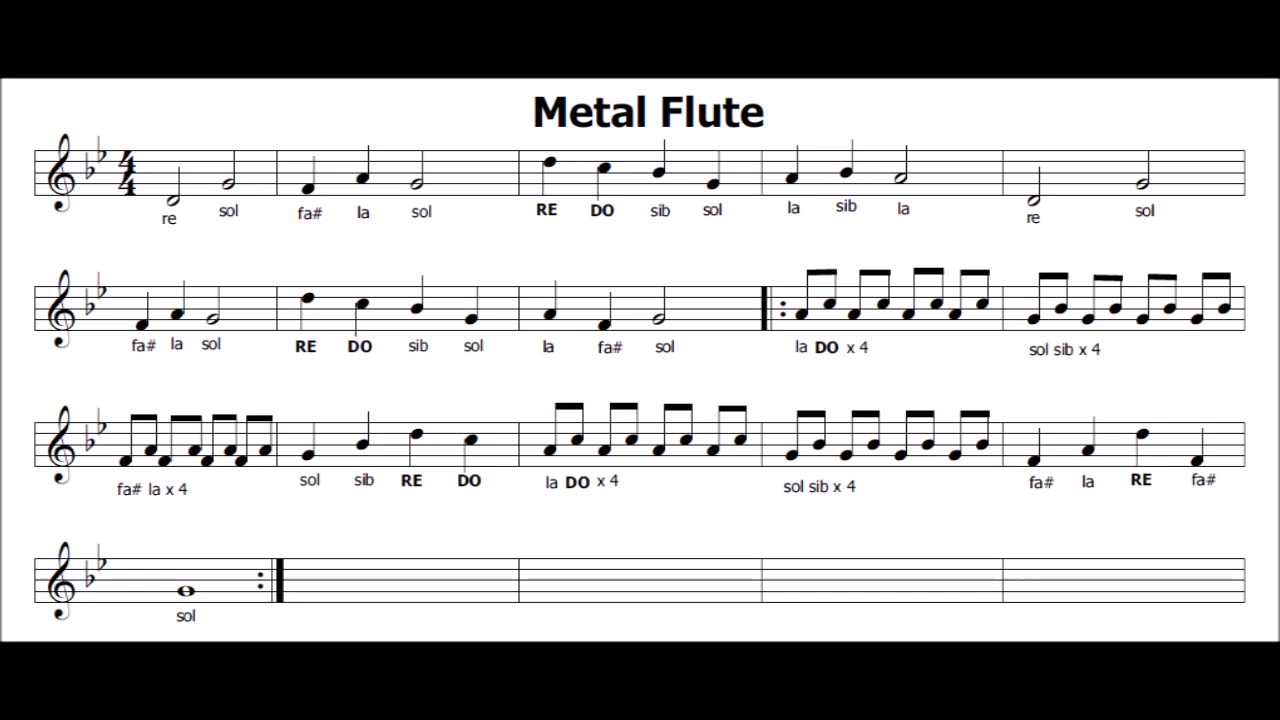 Metal Flute
4
4
re sol fa# la sol RE DO sib sol la sib la re sol
fa# la sol RE DO sib sol la fa# sol la DO x 4 sol sib x 4
fa# la x 4 sol sib RE DO la DO x 4 sol sib x 4 fa# la RE fa#
sol